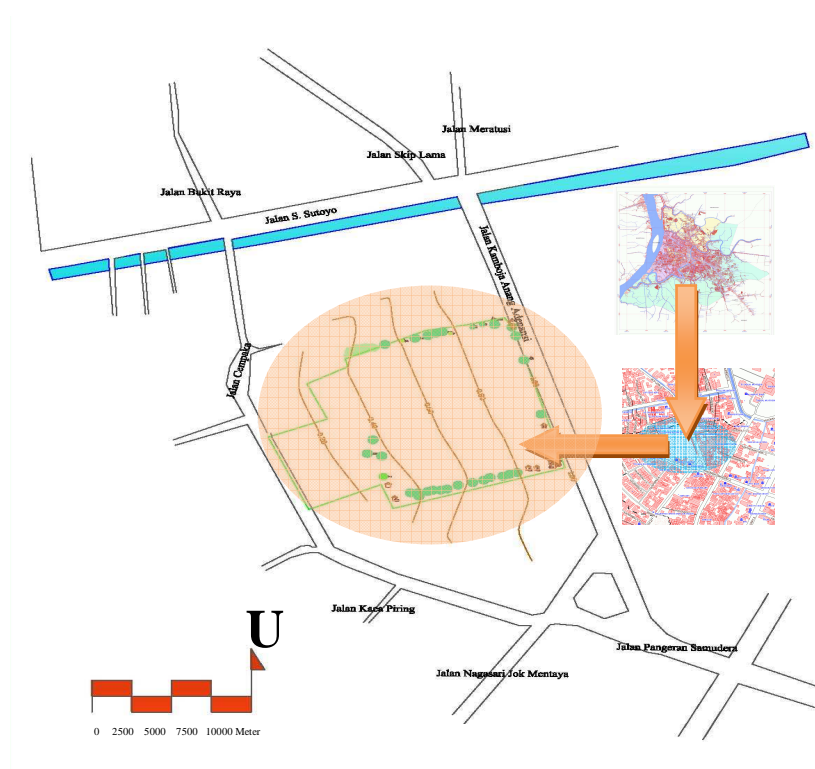 Jalan Meratusi
Jalan Skip Lama
Jalan Bukit Raya
Jalan S. Sutoyo
Jalan Kamboja Anang Adenansi
Jalan Cempaka
Jalan Kaca Piring
U
Jalan Pangeran Samudera
Jalan Nagasari Jok Mentaya
0 2500 5000 7500 10000 Meter